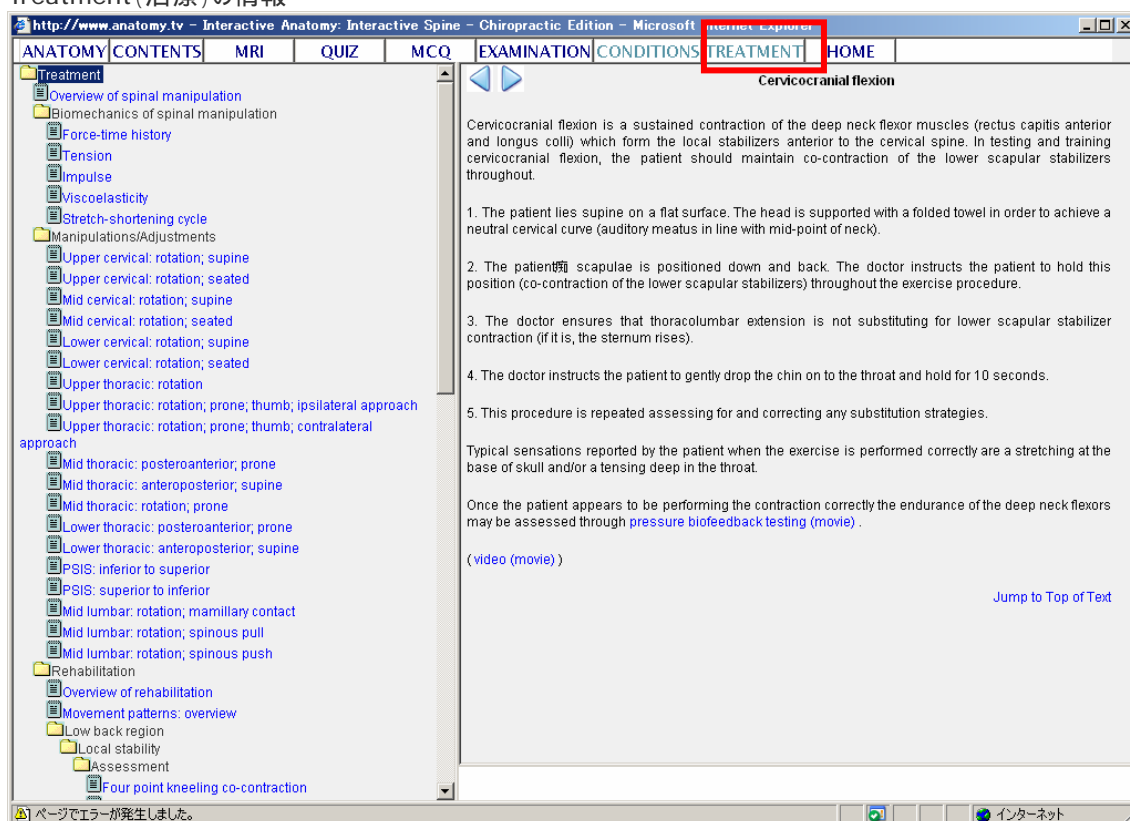 Treatment(治療)の情報
http://www.anatomy.tv - Interactive Anatomy: Interactive Spine - Chiropractic Edition - Microsoft Internet Explorer
ANATOMY CONTENTS MRI QUIZ MCQ EXAMINATION CONDITIONS TREATMENT HOME
Treatment
Overview of spinal manipulation
Biomechanics of spinal manipulation
Force-time history
Tension
Impulse
Viscoelasticity
Stretch-shortening cycle
Manipulations/Adjustments
Upper cervical: rotation; supine
Upper cervical: rotation; seated
Mid cervical: rotation; supine
Mid cervical: rotation; seated
Lower cervical: rotation; supine
Lower cervical: rotation; seated
Upper thoracic: rotation
Upper thoracic: rotation; prone; thumb; ipsilateral approach
Upper thoracic: rotation; prone; thumb; contralateral
approach
Mid thoracic: posteroanterior; prone
Mid thoracic: anteroposterior; supine
Mid thoracic: rotation; prone
Lower thoracic: posteroanterior; prone
Lower thoracic: anteroposterior; supine
PSIS: inferior to superior
PSIS: superior to inferior
Mid lumbar: rotation; mamillary contact
Mid lumbar: rotation; spinous pull
Mid lumbar: rotation; spinous push
Rehabilitation
Overview of rehabilitation
Movement patterns: overview
Low back region
Local stability
Assessment
Four point kneeling co-contraction
Cervicocranial flexion
Cervicocranial flexion is a sustained contraction of the deep neck flexor muscles (rectus capitis anterior
and longus colli) which form the local stabilizers anterior to the cervical spine. In testing and training
cervicocranial flexion, the patient should maintain co-contraction of the lower scapular stabilizers
throughout.
1. The patient lies supine on a flat surface. The head is supported with a folded towel in order to achieve a
neutral cervical curve (auditory meatus in line with mid-point of neck).
2. The patient痴 scapulae is positioned down and back. The doctor instructs the patient to hold this
position (co-contraction of the lower scapular stabilizers) throughout the exercise procedure.
3. The doctor ensures that thoracolumbar extension is not substituting for lower scapular stabilizer
contraction (if it is, the sternum rises).
4. The doctor instructs the patient to gently drop the chin on to the throat and hold for 10 seconds.
5. This procedure is repeated assessing for and correcting any substitution strategies.
Typical sensations reported by the patient when the exercise is performed correctly are a stretching at the
base of skull and/or a tensing deep in the throat.
Once the patient appears to be performing the contraction correctly the endurance of the deep neck flexors
may be assessed through pressure biofeedback testing (movie) .
( video (movie) )
Jump to Top of Text
ページでエラーが発生しました。
インターネット